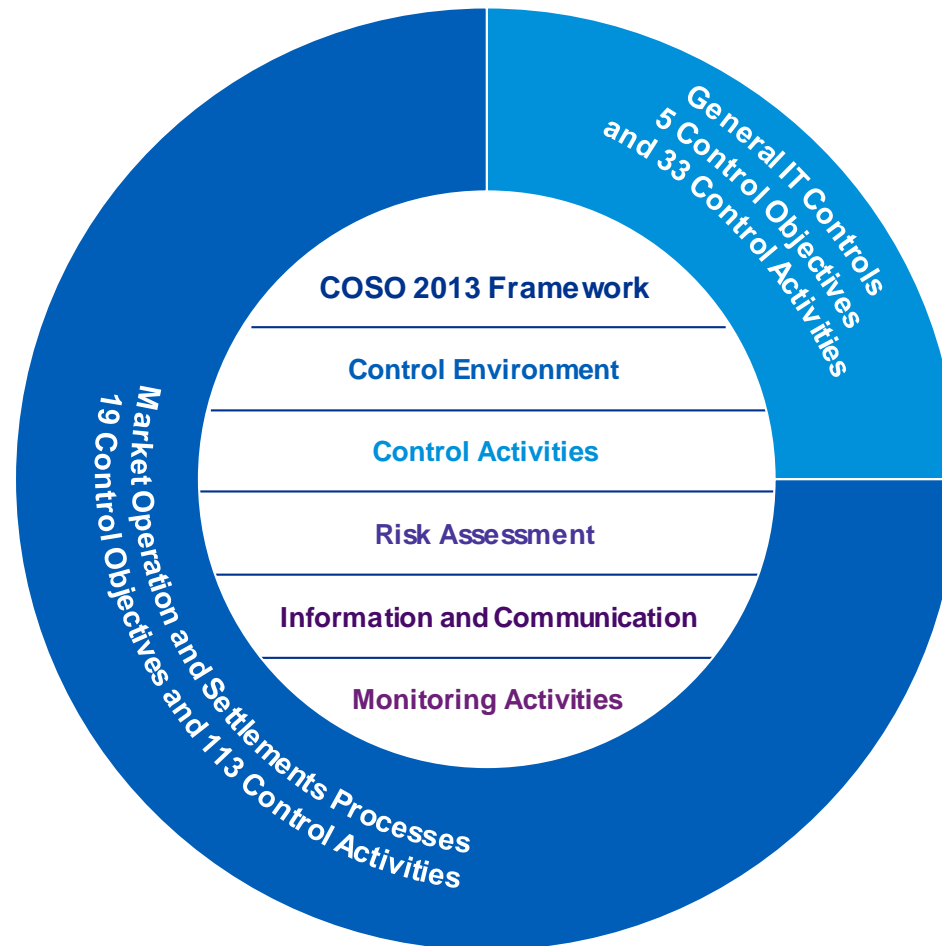 General IT Controls
5 Control Objectives
and 33 Control Activities
COSO 2013 Framework
Control Environment
Control Activities
Risk Assessment
Information and Communication
Monitoring Activities
Market Operation and Settlements Processes
19 Control Objectives and 113 Control Activities